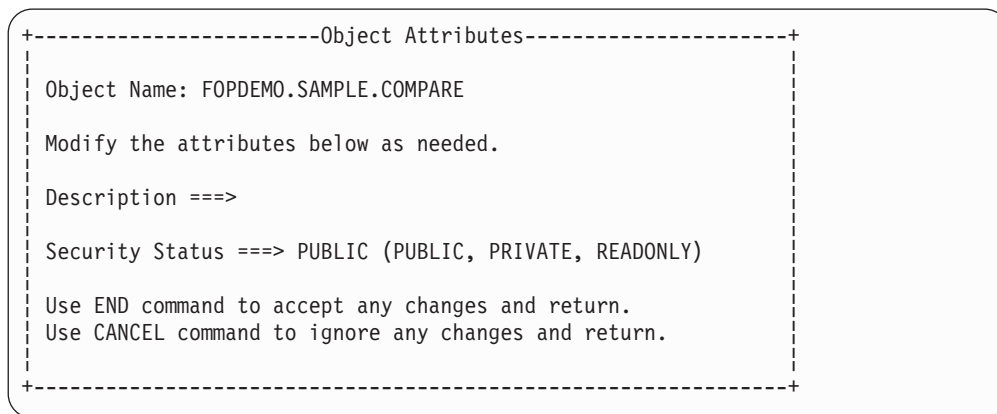 +------------------------Object Attributes----------------------+
Object Name: FOPDEMO.SAMPLE.COMPARE
Modify the attributes below as needed.
Description ===>
Security Status ===> PUBLIC (PUBLIC, PRIVATE, READONLY)
Use END command to accept any changes and return.
Use CANCEL command to ignore any changes and return.
+---------------------------------------------------------------+